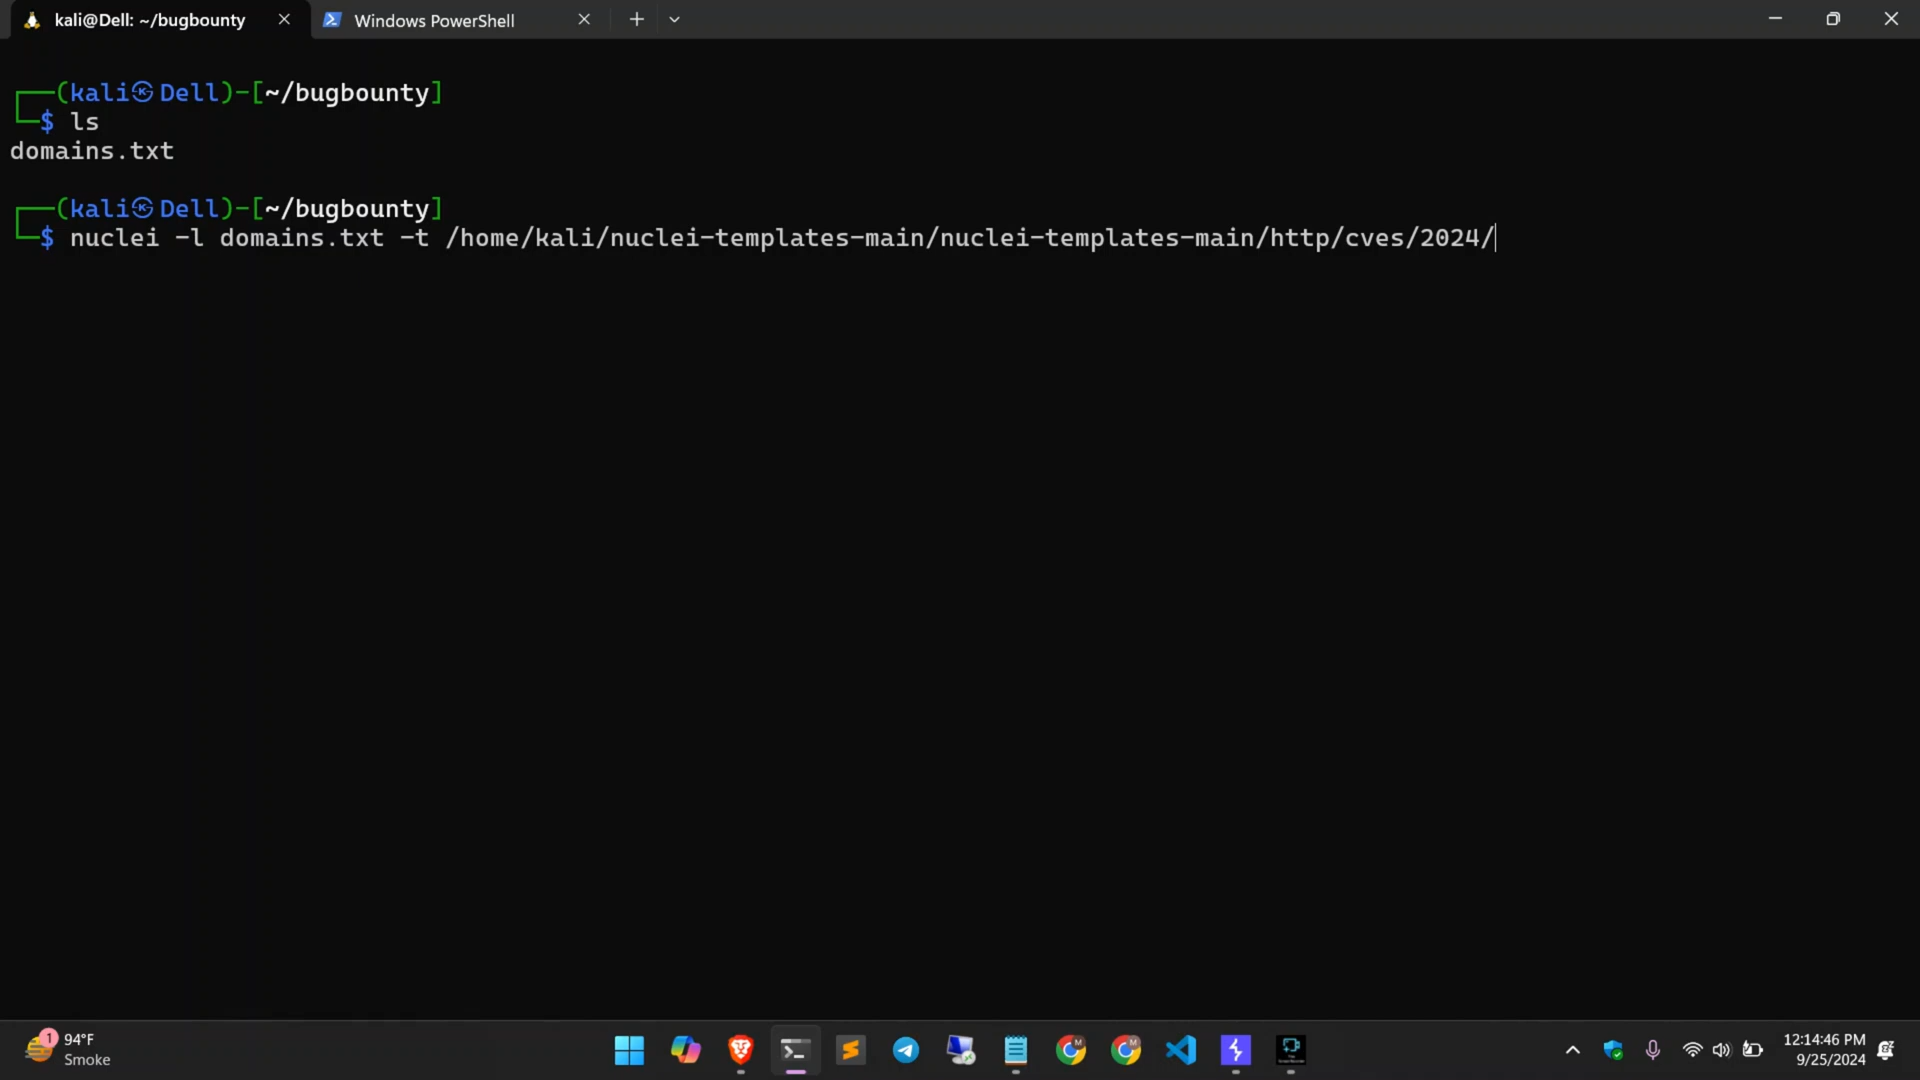 kali@Dell: ~/bugbounty
Windows PowerShell
┌──(kali㉿Dell)-[~/bugbounty]
└─$ ls
domains.txt
┌──(kali㉿Dell)-[~/bugbounty]
└─$ nuclei -l domains.txt -t /home/kali/nuclei-templates-main/nuclei-templates-main/http/cves/2024/
1
94°F
Smoke
M
M
12:14:46 PM
9/25/2024